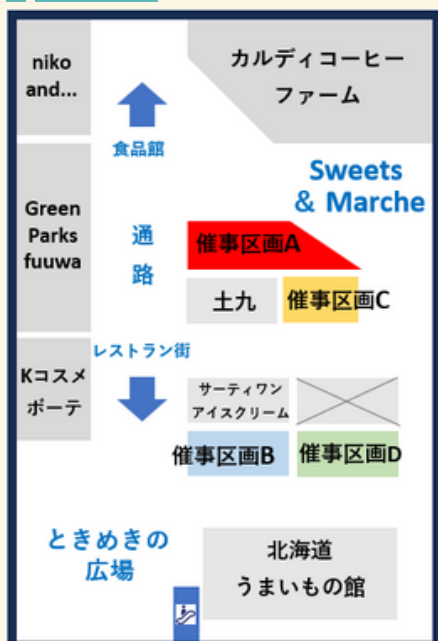 niko
and...
カルディコーヒー
ファーム
食品館
Sweets
& Marche
Green
Parks
fuuwa
通
路
催事区画A
土九
催事区画C
レストラン街
Kコスメ
ボーテ
サーティワン
アイスクリーム
催事区画B
催事区画D
ときめきの
広場
北海道
うまいもの館